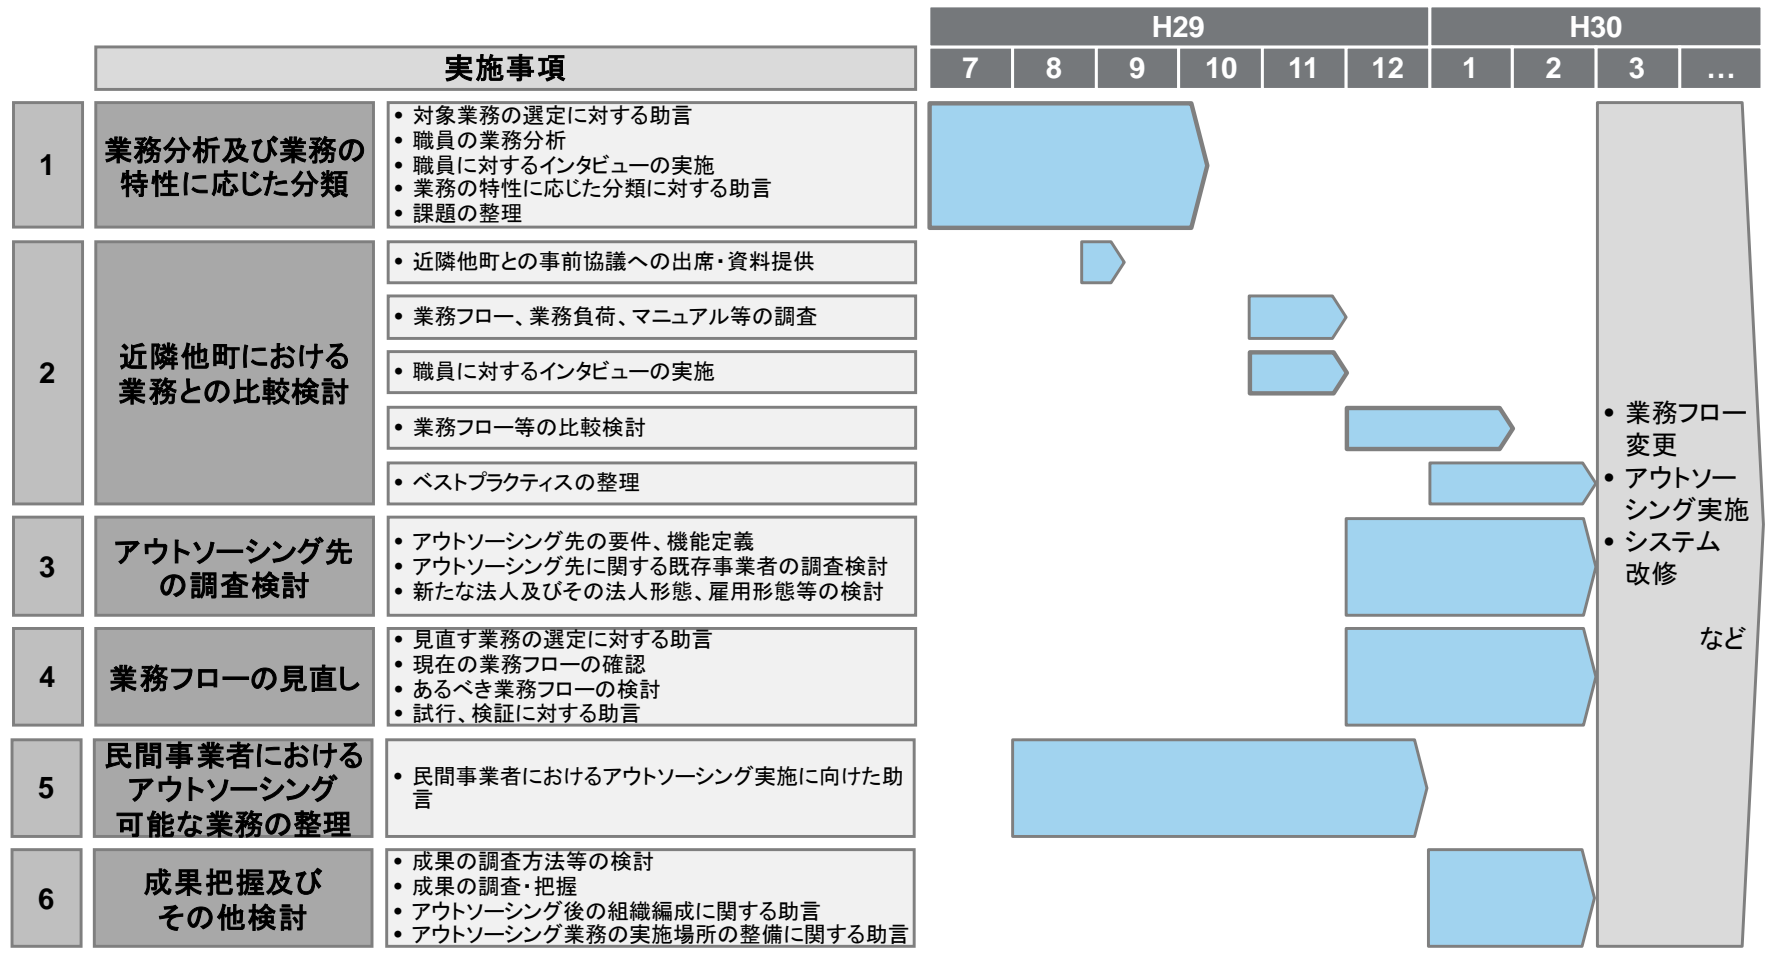 H29
H30
実施事項
7
8
9
10
11
12
1
2
3
…
1
業務分析及び業務の
特性に応じた分類
• 対象業務の選定に対する助言
• 職員の業務分析
• 職員に対するインタビューの実施
• 業務の特性に応じた分類に対する助言
• 課題の整理
2
近隣他町における
業務との比較検討
• 近隣他町との事前協議への出席・資料提供
• 業務フロー、業務負荷、マニュアル等の調査
• 職員に対するインタビューの実施
• 業務フロー等の比較検討
• ベストプラクティスの整理
3
アウトソーシング先
の調査検討
• アウトソーシング先の要件、機能定義
• アウトソーシング先に関する既存事業者の調査検討
• 新たな法人及びその法人形態、雇用形態等の検討
4
業務フローの見直し
• 見直す業務の選定に対する助言
• 現在の業務フローの確認
• あるべき業務フローの検討
• 試行、検証に対する助言
5
民間事業者における
アウトソーシング
可能な業務の整理
• 民間事業者におけるアウトソーシング実施に向けた助
言
6
成果把握及び
その他検討
• 成果の調査方法等の検討
• 成果の調査・把握
• アウトソーシング後の組織編成に関する助言
• アウトソーシング業務の実施場所の整備に関する助言
• 業務フロー
変更
• アウトソー
シング実施
• システム
改修
など